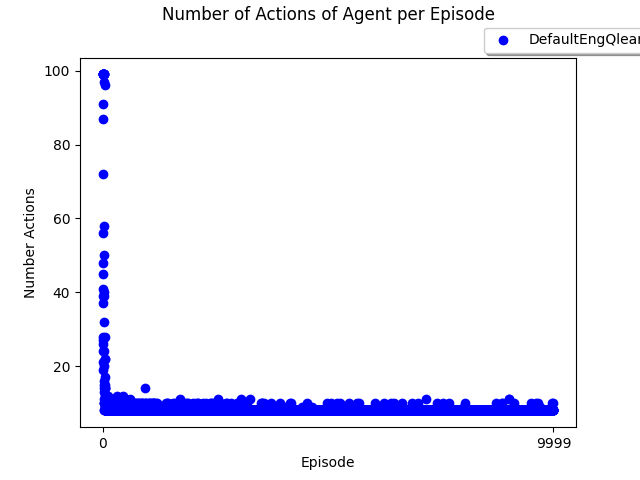 Number of Actions of Agent per Episode
DefaultEngQlear
100
80
60
40
20
Number Actions
0
9999
Episode